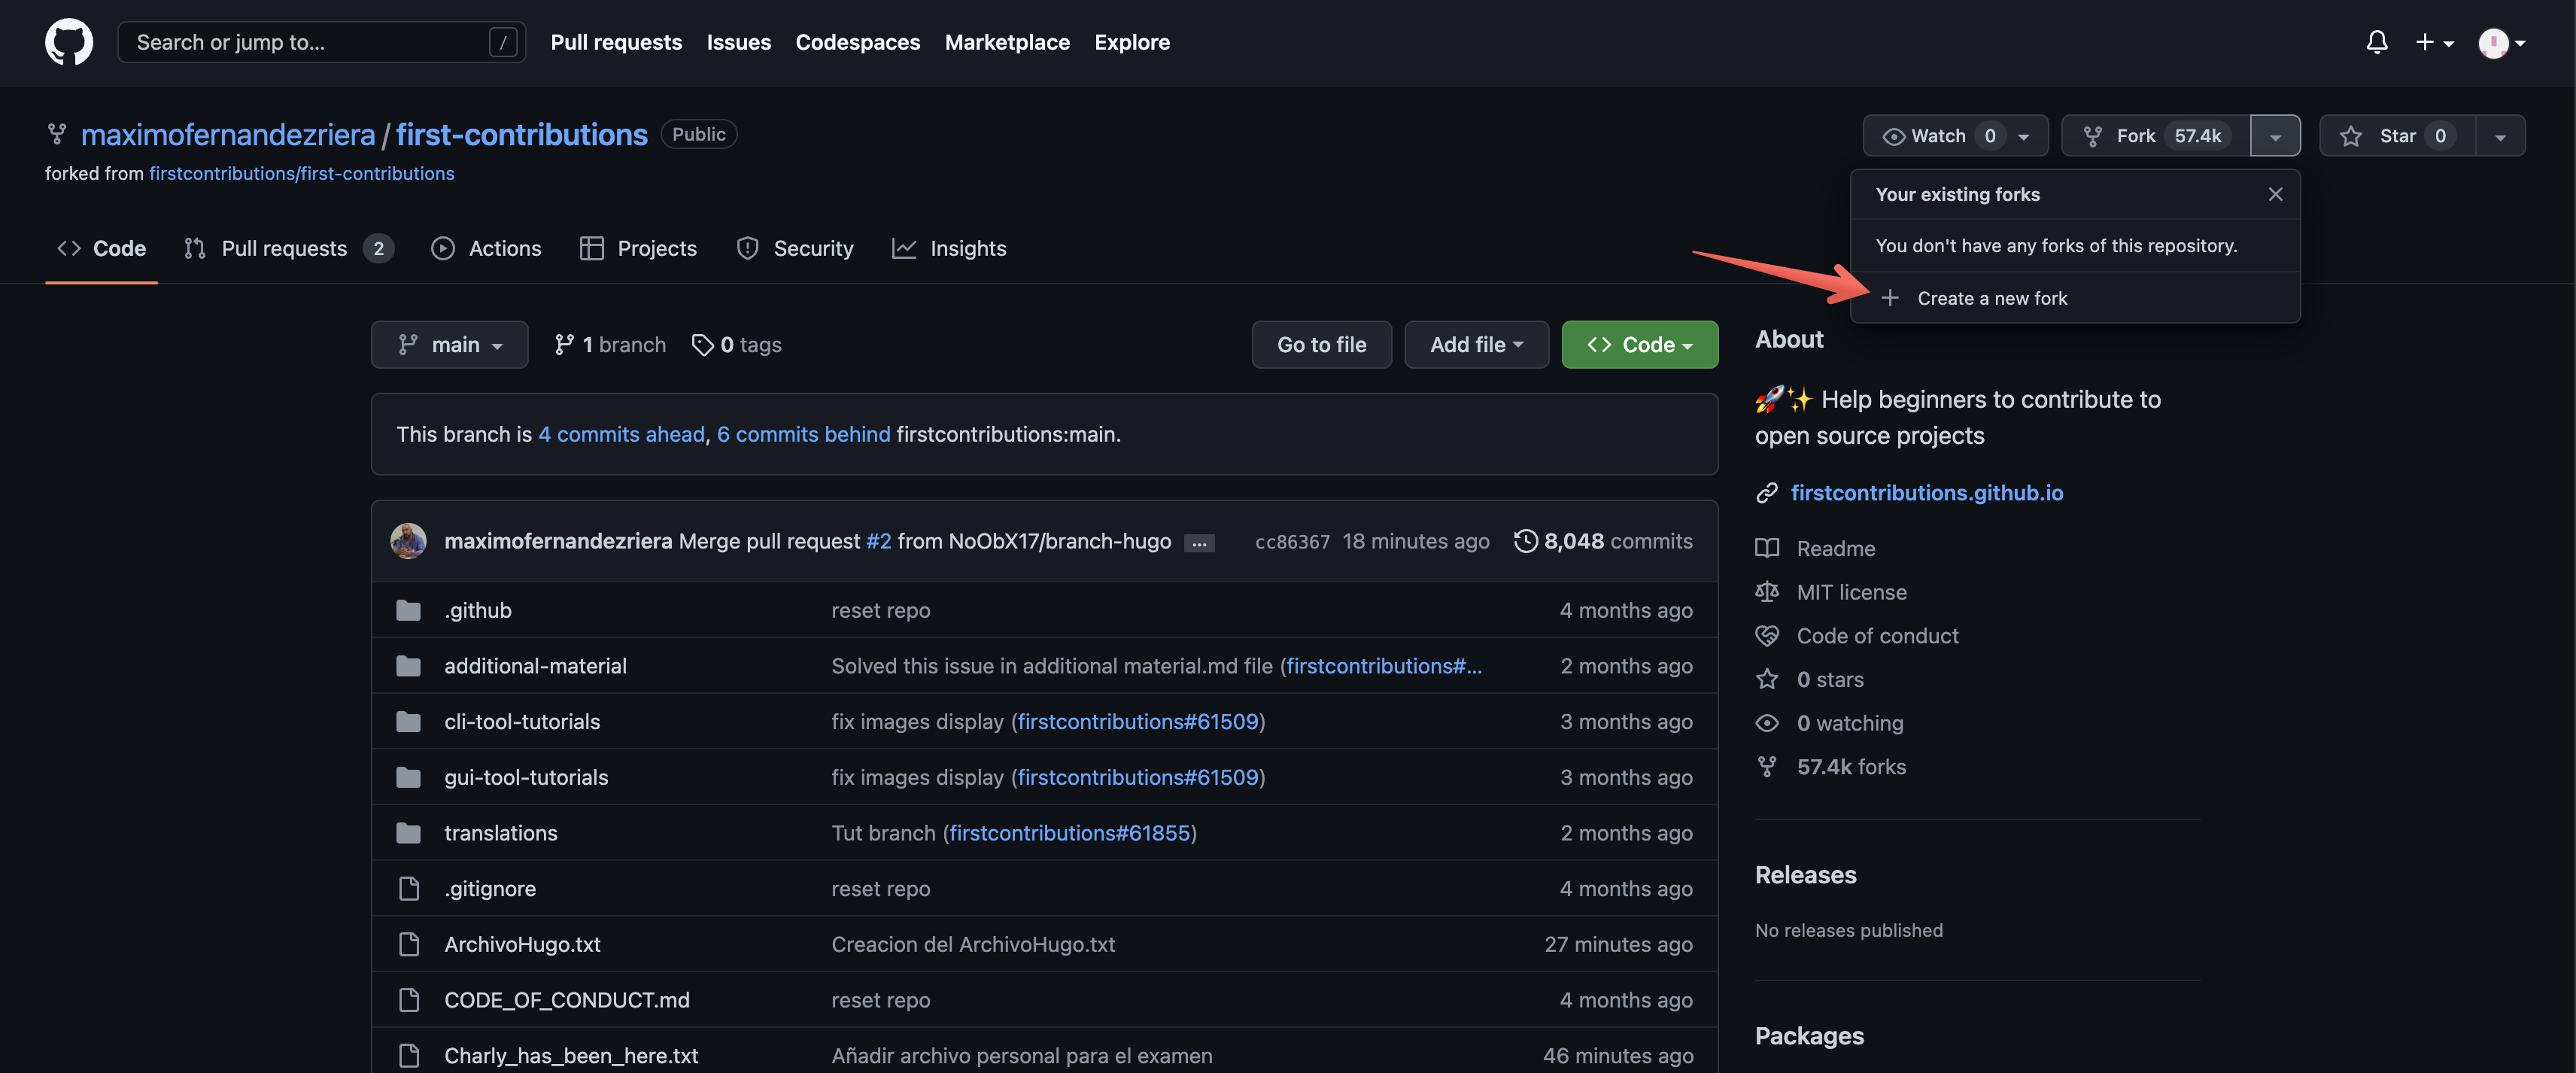 Search or jump to... /
Pull requests Issues Codespaces Marketplace Explore
maximofernandezriera / first-contributions Public
Watch 0 Fork 57.4k Star 0
forked from firstcontributions/first-contributions
Your existing forks
You don't have any forks of this repository.
Create a new fork
Code Pull requests 2 Actions Projects Security Insights
main 1 branch 0 tags Go to file Add file Code
This branch is 4 commits ahead, 6 commits behind firstcontributions:main.
maximofernandezriera Merge pull request #2 from NoObX17/branch-hugo ... cc86367 18 minutes ago 8,048 commits
.github reset repo 4 months ago
additional-material Solved this issue in additional material.md file (firstcontributions#... 2 months ago
cli-tool-tutorials fix images display (firstcontributions#61509) 3 months ago
gui-tool-tutorials fix images display (firstcontributions#61509) 3 months ago
translations Tut branch (firstcontributions#61855) 2 months ago
.gitignore reset repo 4 months ago
ArchivoHugo.txt Creacion del ArchivoHugo.txt 27 minutes ago
CODE_OF_CONDUCT.md reset repo 4 months ago
Charly_has_been_here.txt Añadir archivo personal para el examen 46 minutes ago
About
🚀✨ Help beginners to contribute to
open source projects
firstcontributions.github.io
Readme
MIT license
Code of conduct
0 stars
0 watching
57.4k forks
Releases
No releases published
Packages